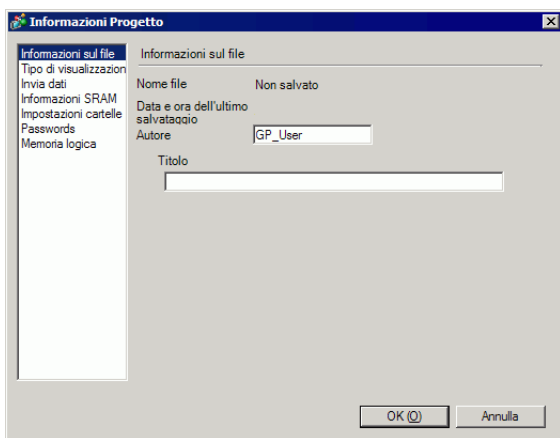 Informazioni Progetto
Informazioni sul file
Tipo di visualizzazion
Invia dati
Informazioni SRAM
Impostazioni cartelle
Passwords
Memoria logica
Informazioni sul file
Nome file Non salvato
Data e ora dell'ultimo
salvataggio
Autore GP_User
Titolo
OK (O) Annulla